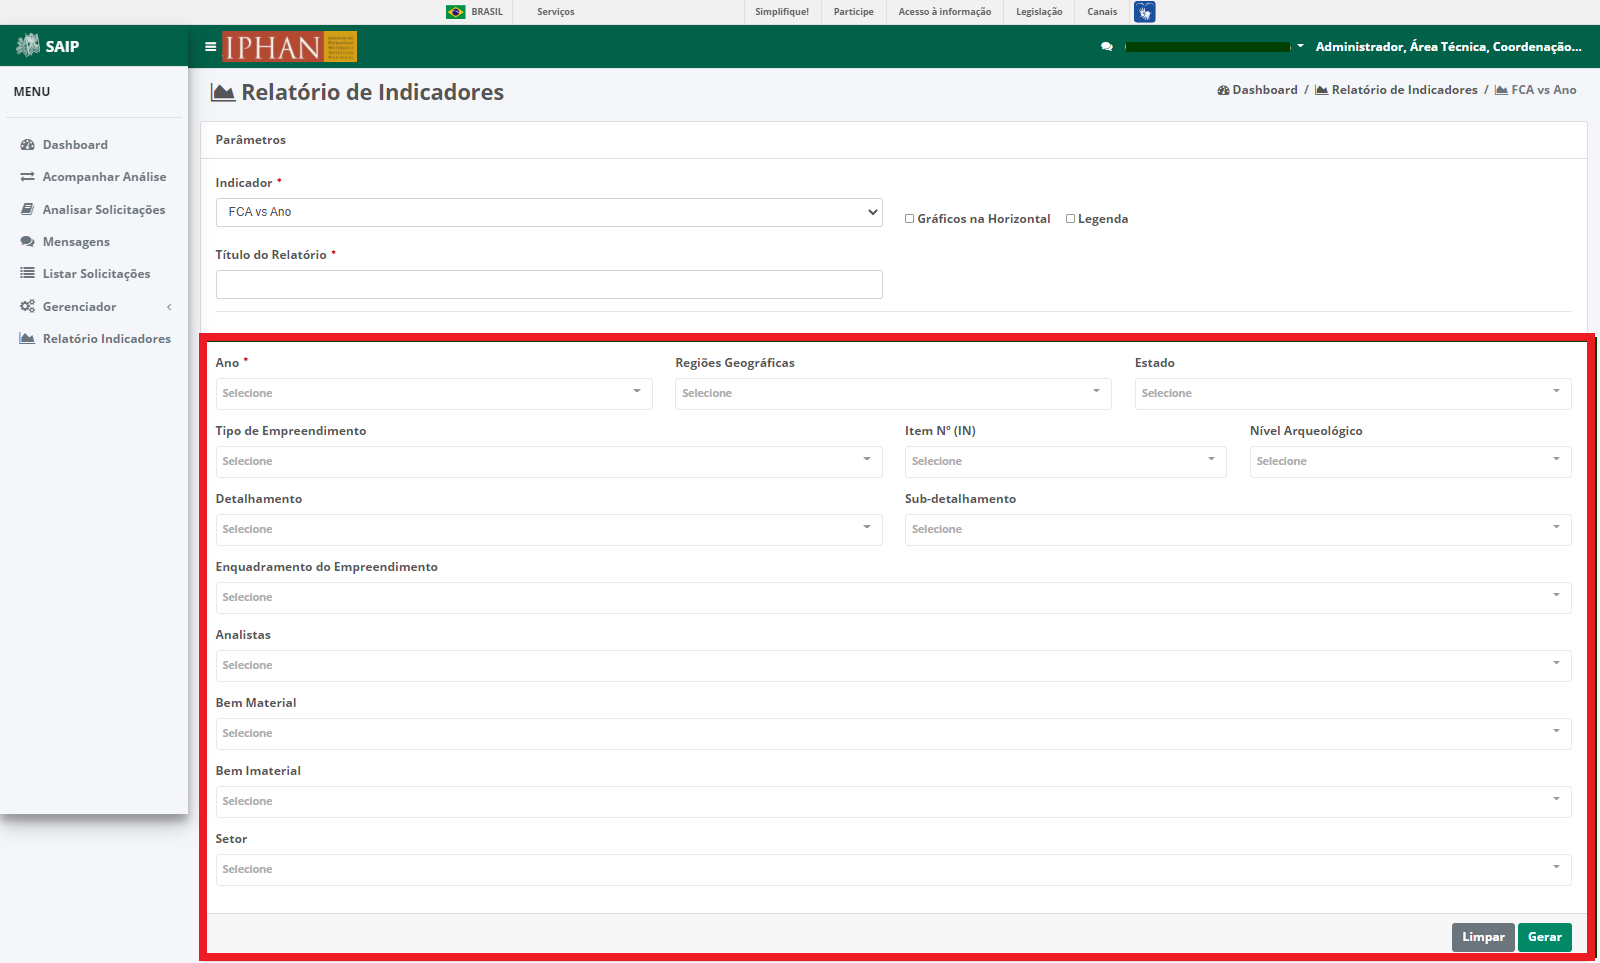 BRASIL Serviços Simplifique! Participe Acesso à informação Legislação Canais
SAIP IPHAN Administrador, Área Técnica, Coordenação...
MENU
Dashboard
Acompanhar Análise
Analisar Solicitações
Mensagens
Listar Solicitações
Gerenciador
Relatório Indicadores
Relatório de Indicadores
Dashboard / Relatório de Indicadores / FCA vs Ano
Parâmetros
Indicador *
FCA vs Ano
Gráficos na Horizontal Legenda
Título do Relatório *
Ano * Regiões Geográficas Estado
Selecione Selecione Selecione
Tipo de Empreendimento Item Nº (IN) Nível Arqueológico
Selecione Selecione Selecione
Detalhamento Sub-detalhamento
Selecione Selecione
Enquadramento do Empreendimento
Selecione
Analistas
Selecione
Bem Material
Selecione
Bem Imaterial
Selecione
Setor
Selecione
Limpar Gerar